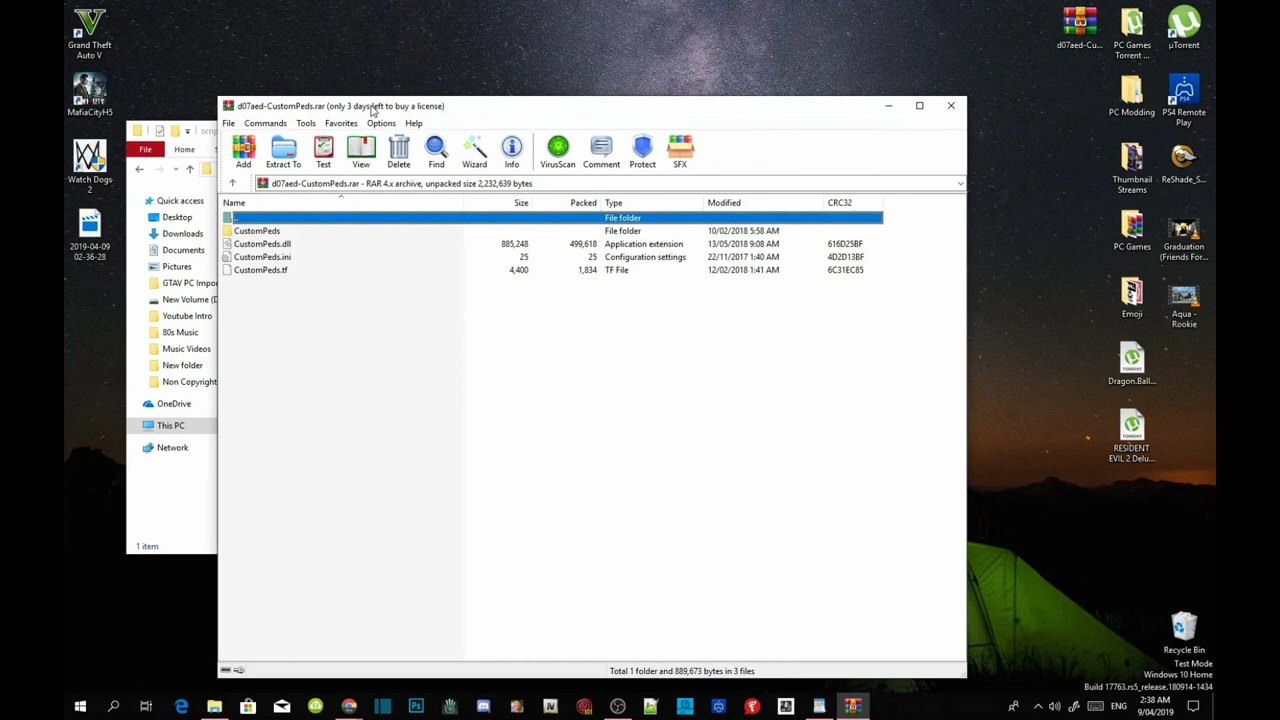 Grand Theft
Auto V
MafiaCityH5
Watch Dogs
2
2019-04-09
02-36-28
File
Home
Quick access
Desktop
Downloads
Documents
Pictures
GTAV PC Impor
New Volume (D
Youtube Intro
80s Music
Music Videos
New folder
Non Copyright
OneDrive
This PC
Network
1 item
d07aed-CustomPeds.rar (only 3 days left to buy a license)
File Commands Tools Favorites Options Help
Add Extract To Test View Delete Find Wizard Info VirusScan Comment Protect SFX
d07aed-CustomPeds.rar - RAR 4.x archive, unpacked size 2,232,639 bytes
Name Size Packed Type Modified CRC32
.. File folder
CustomPeds File folder 10/02/2018 5:58 AM
CustomPeds.dll 885,248 499,618 Application extension 13/05/2018 9:08 AM 616D25BF
CustomPeds.ini 25 25 Configuration settings 22/11/2017 1:40 AM 4D2D13BF
CustomPeds.tf 4,400 1,834 TF File 12/02/2018 1:41 AM 6C31EC85
Total 1 folder and 889,673 bytes in 3 files
d07aed-Cu...
PC Games
Torrent ...
µTorrent
PC Modding
PS4 Remote
Play
Thumbnail
Streams
ReShade_S...
PC Games
Graduation
(Friends For...
Emoji
Aqua -
Rookie
Dragon.Ball...
RESIDENT
EVIL 2 Delu...
Recycle Bin
Test Mode
Windows 10 Home
Build 17763.rs5_release.180914-1434
ENG
2:38 AM
9/04/2019